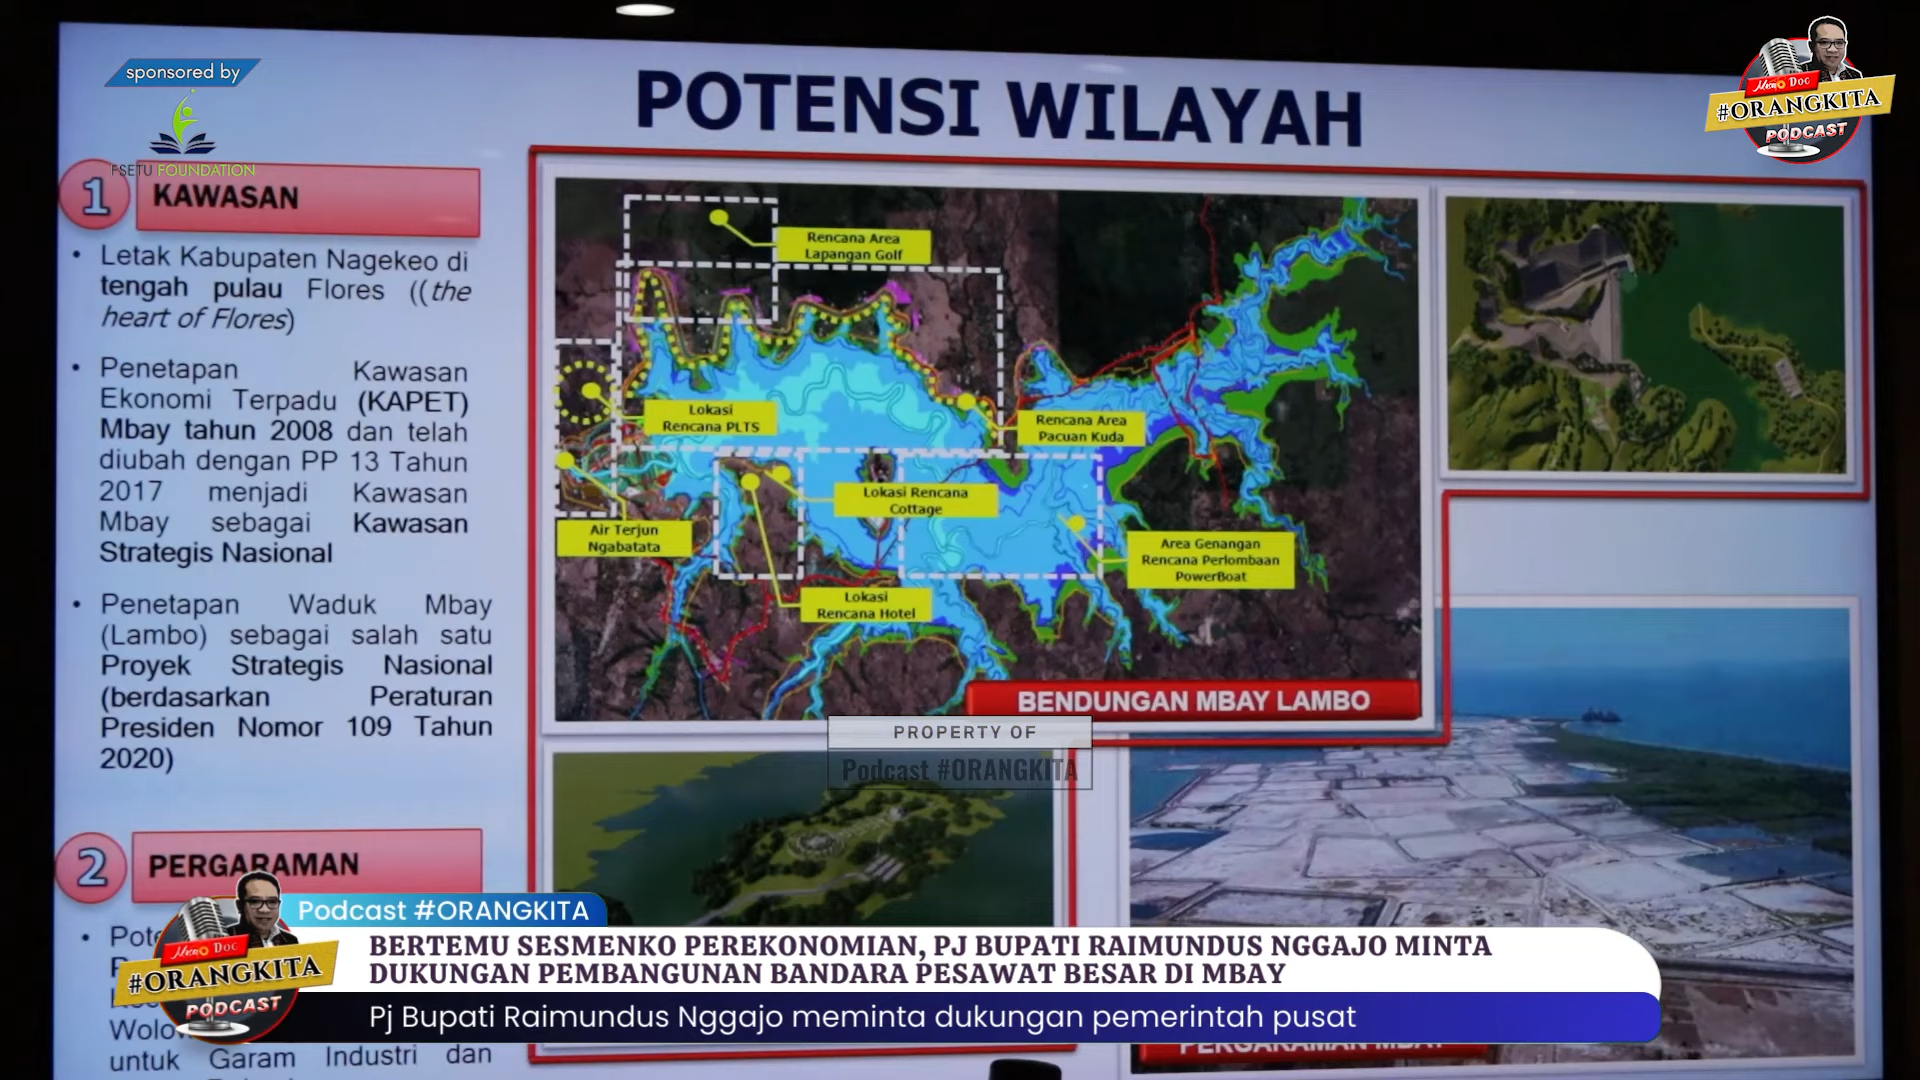 sponsored by
FSETU FOUNDATION
Meno Doc
#ORANGKITA
PODCAST
POTENSI WILAYAH
1
KAWASAN
• Letak Kabupaten Nagekeo di
tengah pulau Flores ((the
heart of Flores)
• Penetapan Kawasan
Ekonomi Terpadu (KAPET)
Mbay tahun 2008 dan telah
diubah dengan PP 13 Tahun
2017 menjadi Kawasan
Mbay sebagai Kawasan
Strategis Nasional
• Penetapan Waduk Mbay
(Lambo) sebagai salah satu
Proyek Strategis Nasional
(berdasarkan Peraturan
Presiden Nomor 109 Tahun
2020)
2
PERGARAMAN
untuk Garam Industri dan
Rencana Area
Lapangan Golf
Lokasi
Rencana PLTS
Rencana Area
Pacuan Kuda
Lokasi Rencana
Cottage
Air Terjun
Ngabatata
Area Genangan
Rencana Perlombaan
PowerBoat
Lokasi
Rencana Hotel
BENDUNGAN MBAY LAMBO
PROPERTY OF
Podcast #ORANGKITA
PERGARAMAN MBAY
Podcast #ORANGKITA
Meno Doc
#ORANGKITA
PODCAST
BERTEMU SESMENKO PEREKONOMIAN, PJ BUPATI RAIMUNDUS NGGAJO MINTA
DUKUNGAN PEMBANGUNAN BANDARA PESAWAT BESAR DI MBAY
Pj Bupati Raimundus Nggajo meminta dukungan pemerintah pusat